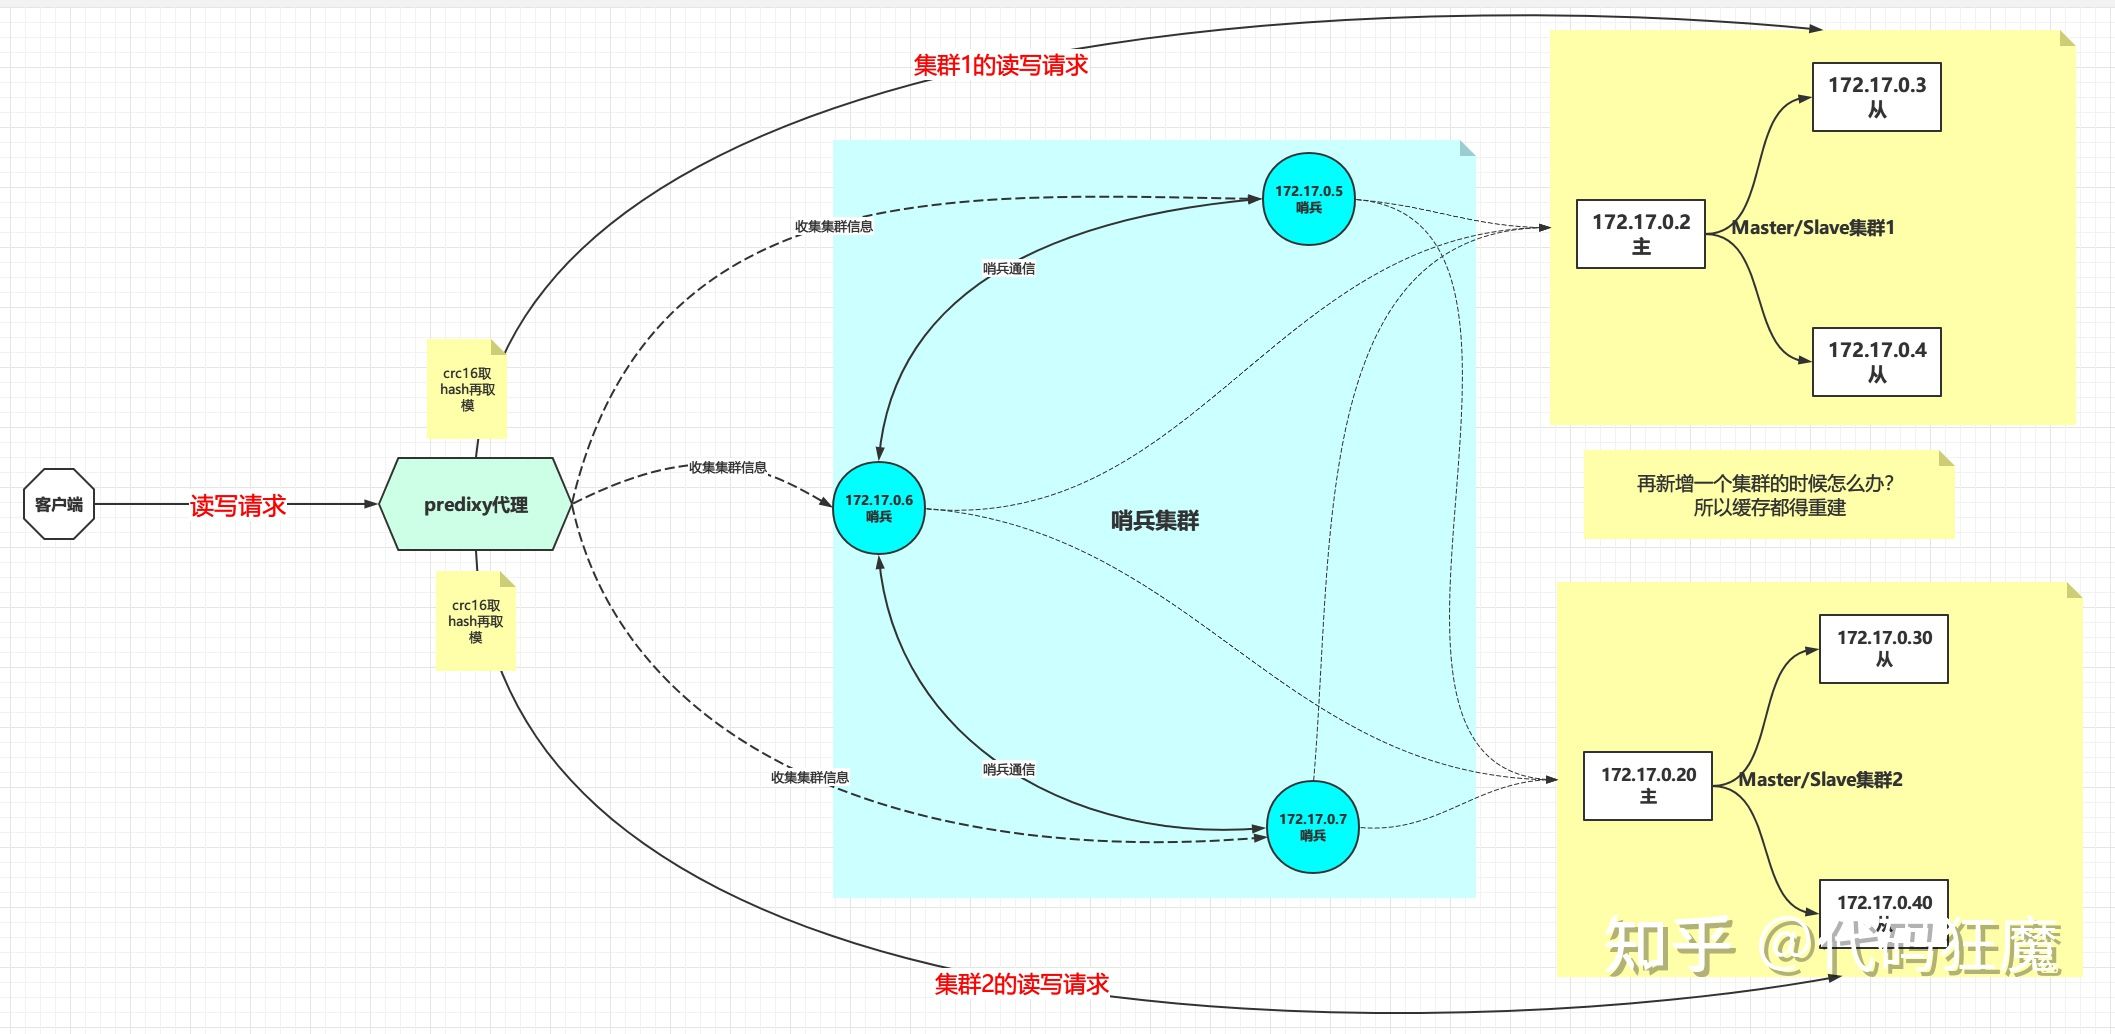 集群1的读写请求
172.17.0.3
从
172.17.0.5
哨兵
收集集群信息
172.17.0.2
主
Master/Slave集群1
哨兵通信
172.17.0.4
从
crc16取
hash再取
模
收集集群信息
客户端
读写请求
predixy代理
172.17.0.6
哨兵
哨兵集群
再新增一个集群的时候怎么办?
所以缓存都得重建
crc16取
hash再取
模
172.17.0.30
从
收集集群信息
哨兵通信
172.17.0.20
主
Master/Slave集群2
172.17.0.7
哨兵
172.17.0.40
从
知乎 @代码狂魔
集群2的读写请求